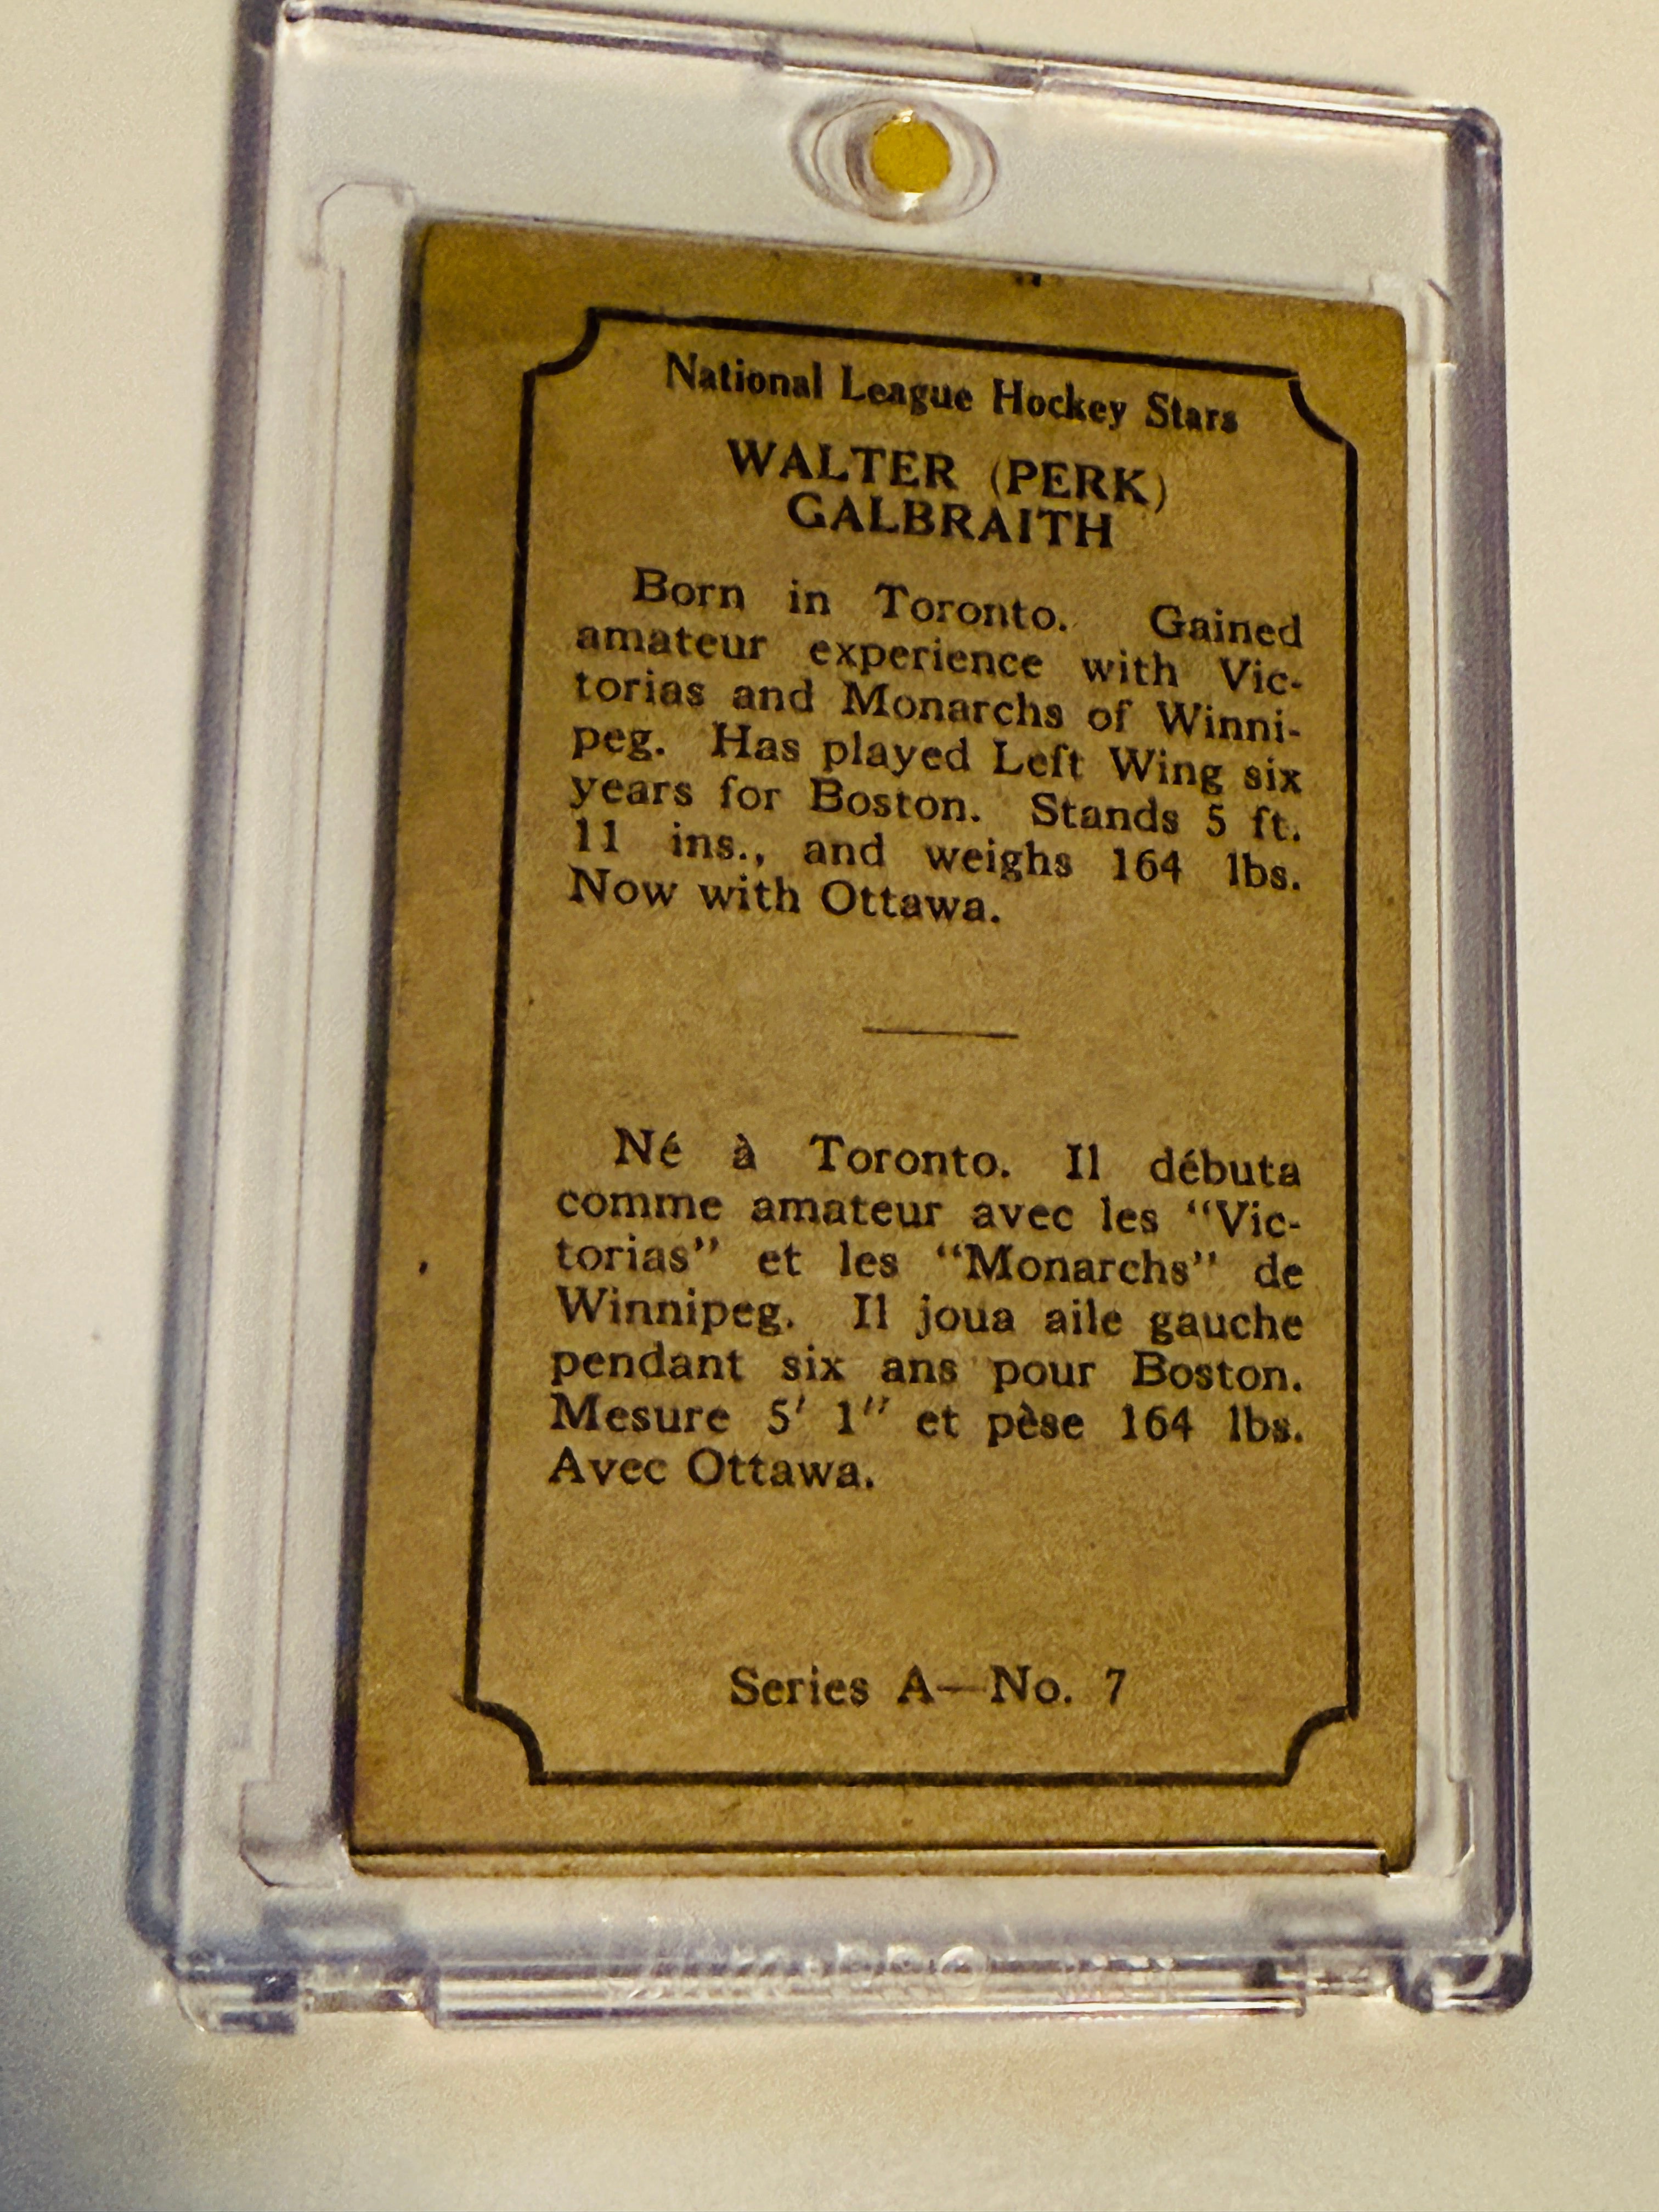 National League Hockey Stars
WALTER (PERK)
GALBRAITH
Born in Toronto. Gained
amateur experience with Vic-
torias and Monarchs of Winni-
peg. Has played Left Wing six
years for Boston. Stands 5 ft.
11 ins., and weighs 164 lbs.
Now with Ottawa.
Né à Toronto. Il débuta
comme amateur avec les "Vic-
torias" et les "Monarchs" de
Winnipeg. Il joua aile gauche
pendant six ans pour Boston.
Mesure 5' 1" et pèse 164 lbs.
Avec Ottawa.
Series A—No. 7